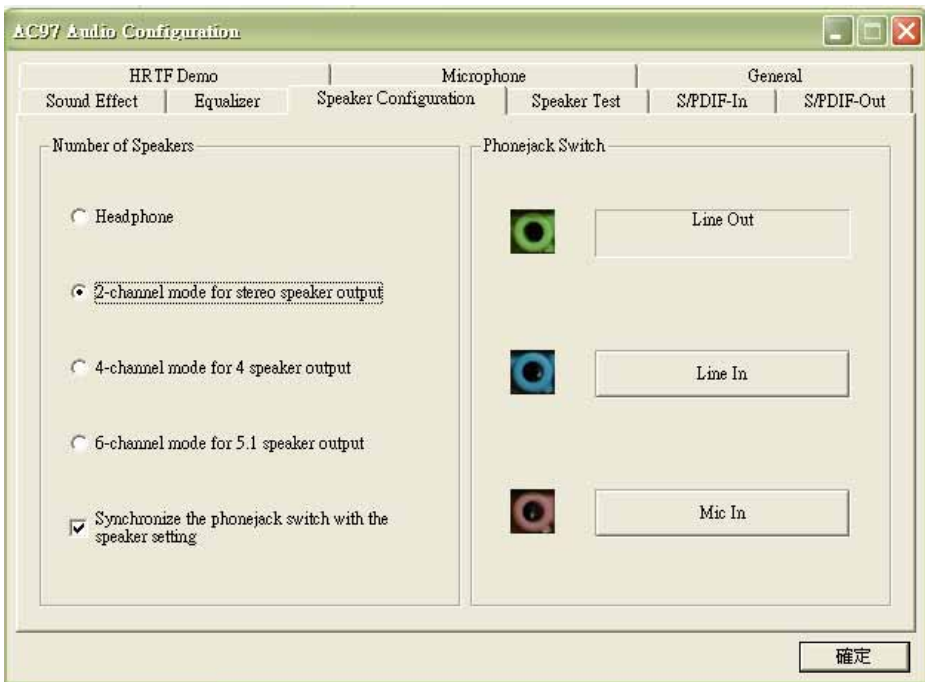 AC97 Audio Configuration
HRTF Demo
Microphone
General
Sound Effect
Equalizer
Speaker Configuration
Speaker Test
S/PDIF-In
S/PDIF-Out
Number of Speakers
Headphone
2-channel mode for stereo speaker output
4-channel mode for 4 speaker output
6-channel mode for 5.1 speaker output
Synchronize the phonejack switch with the
speaker setting
Phonejack Switch
Line Out
Line In
Mic In
確定